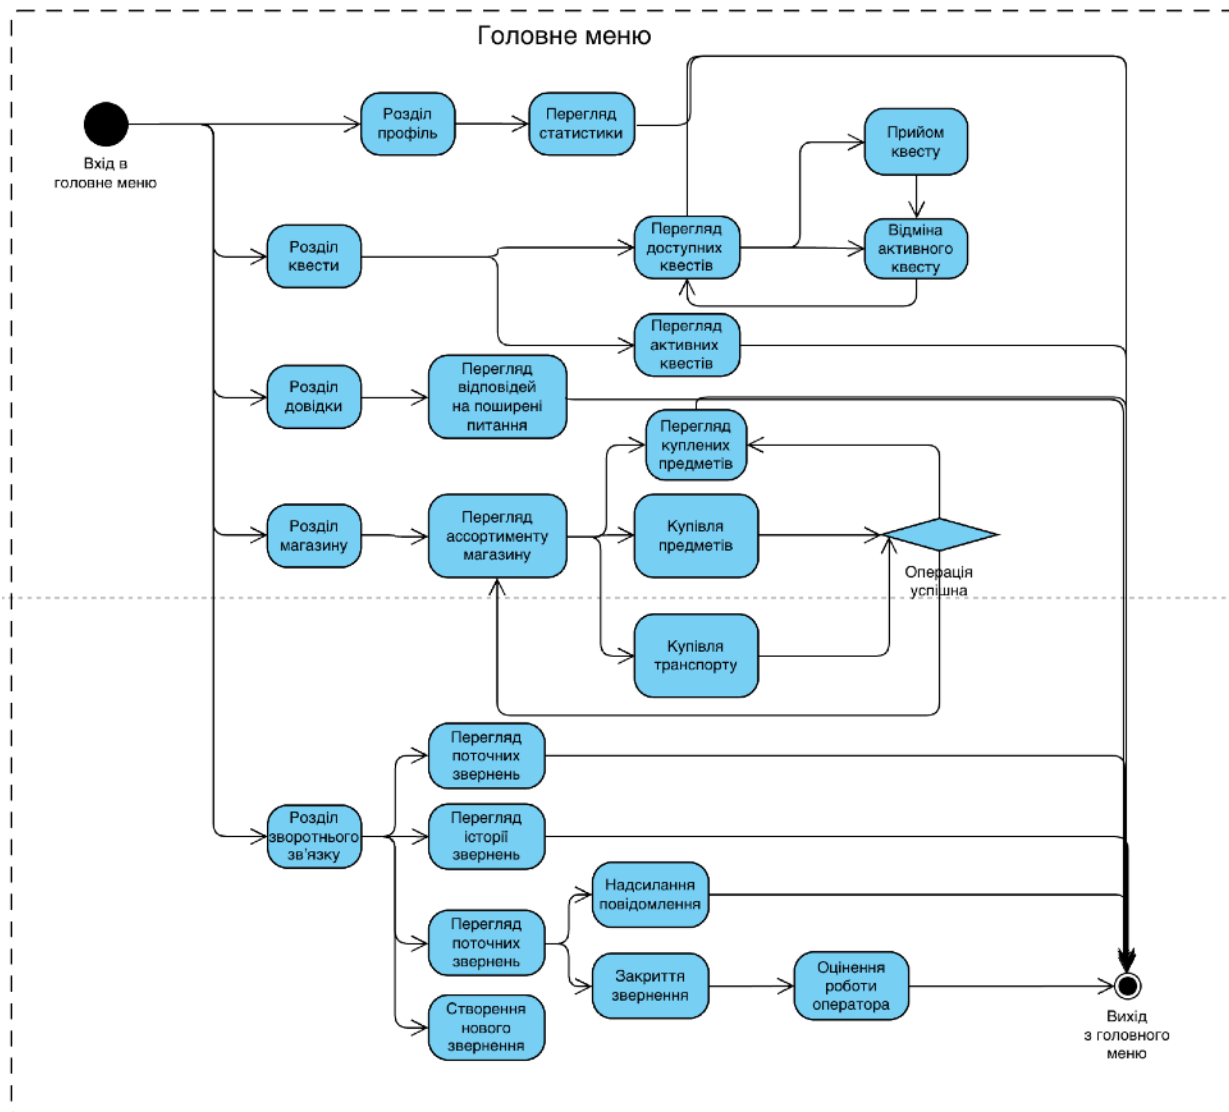 Головне меню
Вхід в
головне меню
Розділ
профіль
Перегляд
статистики
Прийом
квесту
Розділ
квести
Перегляд
доступних
квестів
Відміна
активного
квесту
Перегляд
активних
квестів
Розділ
довідки
Перегляд
відповідей
на поширені
питання
Перегляд
куплених
предметів
Розділ
магазину
Перегляд
ассортименту
магазину
Купівля
предметів
Операція
успішна
Купівля
транспорту
Перегляд
поточних
звернень
Розділ
зворотнього
зв'язку
Перегляд
історії
звернень
Надсилання
повідомлення
Перегляд
поточних
звернень
Закриття
звернення
Оцінення
роботи
оператора
Створення
нового
звернення
Вихід
з головного
меню